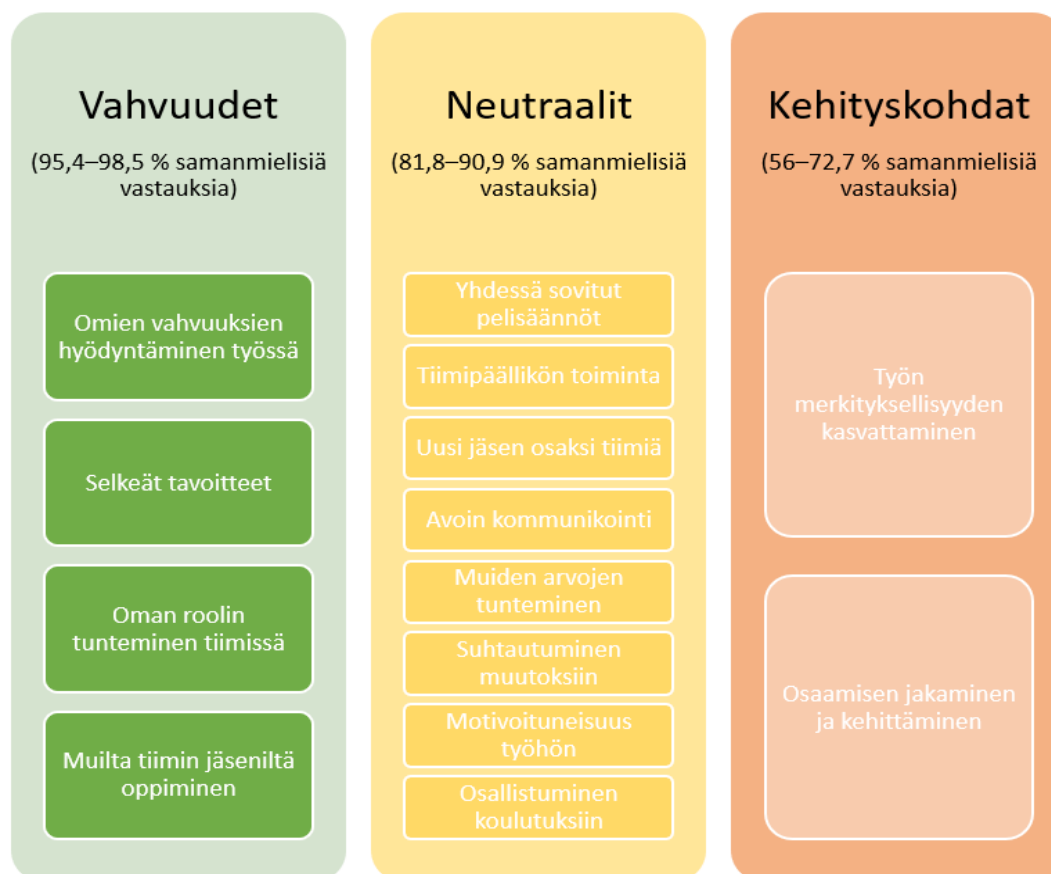 Vahvuudet
(95,4–98,5 % samanmielisiä
vastauksia)
Omien vahvuuksien
hyödyntäminen työssä
Selkeät tavoitteet
Oman roolin
tunteminen tiimissä
Muilta tiimin jäseniltä
oppiminen
Neutraalit
(81,8–90,9 % samanmielisiä
vastauksia)
Yhdessä sovitut
pelisäännöt
Tiimipäällikön toiminta
Uusi jäsen osaksi tiimiä
Avoin kommunikointi
Muiden arvojen
tunteminen
Suhtautuminen
muutoksiin
Motivoituneisuus
työhön
Osallistuminen
koulutuksiin
Kehityskohdat
(56–72,7 % samanmielisiä
vastauksia)
Työn
merkityksellisyyden
kasvattaminen
Osaamisen jakaminen
ja kehittäminen